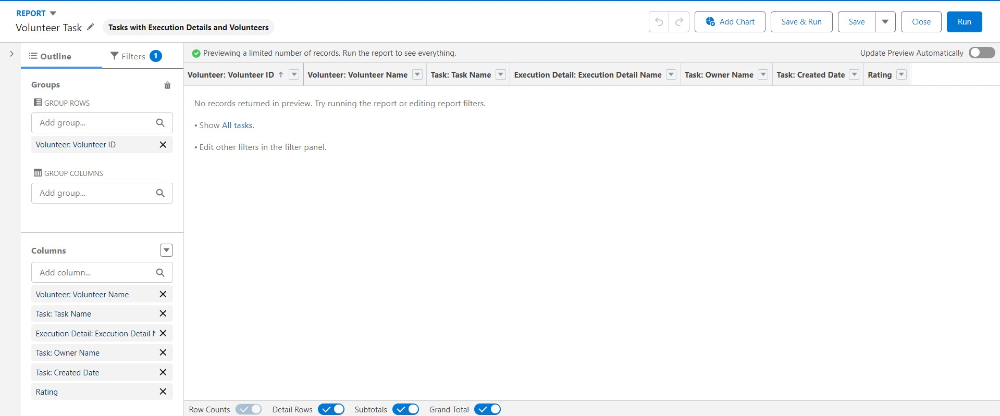 REPORT
Volunteer Task
Tasks with Execution Details and Volunteers
Add Chart
Save & Run
Save
Close
Run
Outline
Filters 1
Previewing a limited number of records. Run the report to see everything.
Update Preview Automatically
Groups
GROUP ROWS
Add group...
Volunteer: Volunteer ID
GROUP COLUMNS
Add group...
Columns
Add column...
Volunteer: Volunteer Name
Task: Task Name
Execution Detail: Execution Detail
Task: Owner Name
Task: Created Date
Rating
Volunteer: Volunteer ID
Volunteer: Volunteer Name
Task: Task Name
Execution Detail: Execution Detail Name
Task: Owner Name
Task: Created Date
Rating
No records returned in preview. Try running the report or editing report filters.
• Show All tasks.
• Edit other filters in the filter panel.
Row Counts
Detail Rows
Subtotals
Grand Total